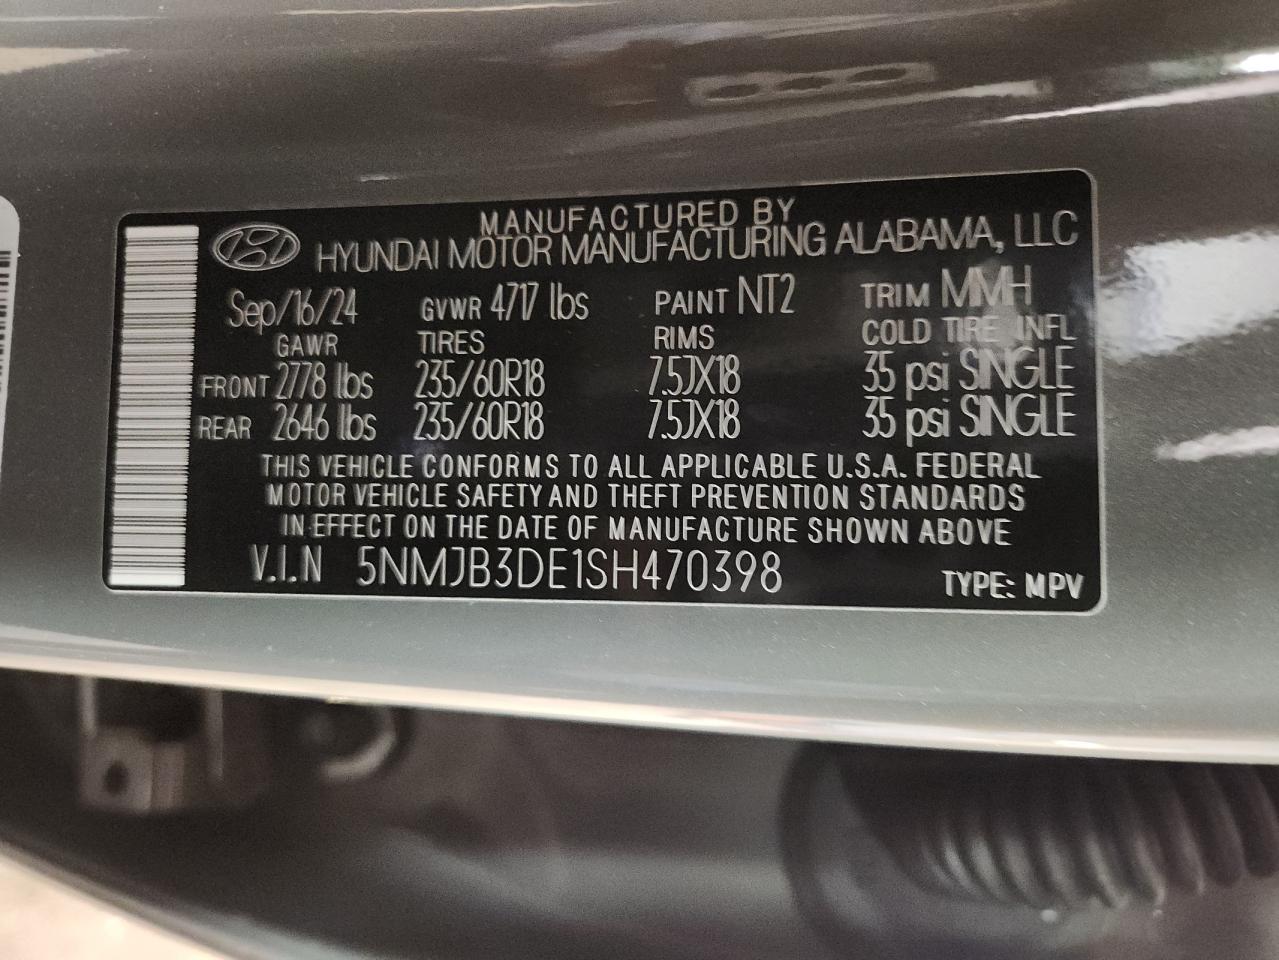 MANUFACTURED BY
HYUNDAI MOTOR MANUFACTURING ALABAMA, LLC
Sep/16/24 GVWR 4717 lbs PAINT NT2 TRIM MMH
GAWR TIRES RIMS COLD TIRE INFL
FRONT 2778 lbs 235/60R18 7.5JX18 35 psi SINGLE
REAR 2646 lbs 235/60R18 7.5JX18 35 psi SINGLE
THIS VEHICLE CONFORMS TO ALL APPLICABLE U.S.A. FEDERAL
MOTOR VEHICLE SAFETY AND THEFT PREVENTION STANDARDS
IN EFFECT ON THE DATE OF MANUFACTURE SHOWN ABOVE
V.I.N 5NMJB3DE1SH470398 TYPE: MPV